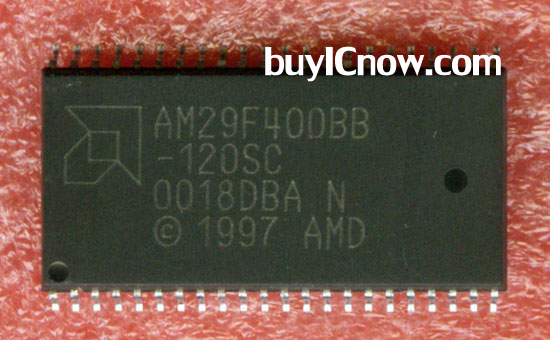 buyICnow.com
AM29F400BB
-120SC
0018DBA N
© 1997 AMD